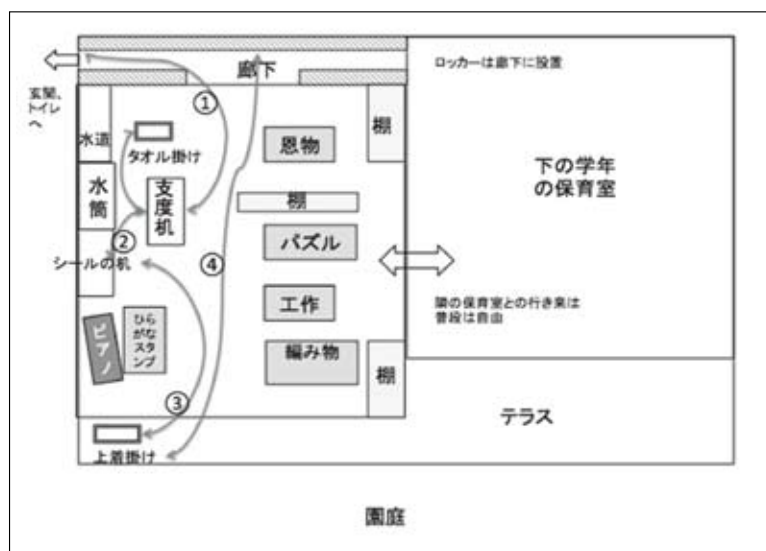 廊下
ロッカーは廊下に設置
玄関、
トイレ
へ
①
水道
タオル掛け
恩物
棚
下の学年
の保育室
水
筒
支
度
机
棚
②
④
パズル
シールの机
工作
隣の保育室との行き来は
普段は自由
ピアノ
ひら
がなス
タンプ
編み物
棚
③
テラス
上着掛け
園庭